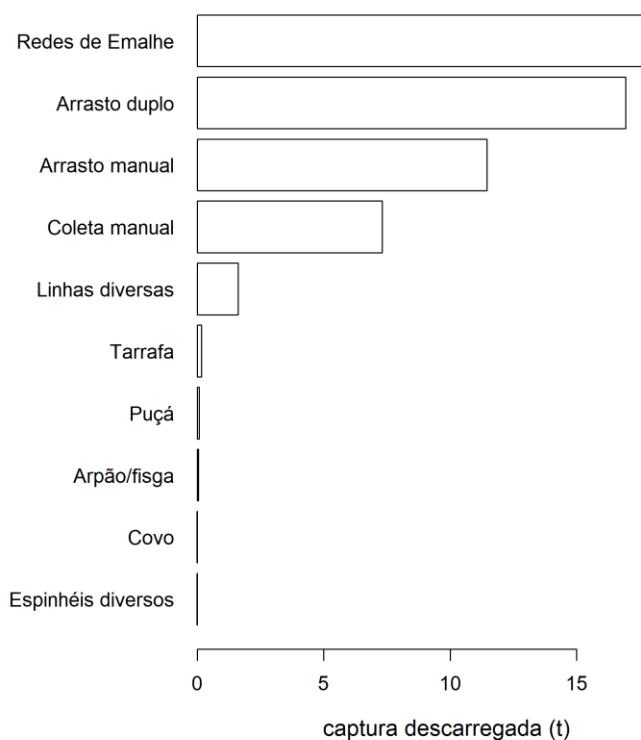 Redes de Emalhe
Arrasto duplo
Arrasto manual
Coleta manual
Linhas diversas
Tarrafa
Puçá
Arpão/fisga
Covo
Espinhéis diversos
0 5 10 15
captura descarregada (t)